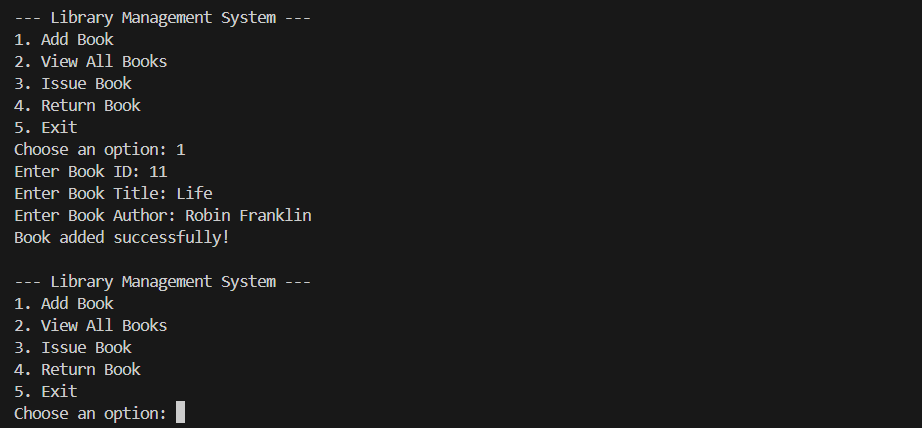 --- Library Management System ---
1. Add Book
2. View All Books
3. Issue Book
4. Return Book
5. Exit
Choose an option: 1
Enter Book ID: 11
Enter Book Title: Life
Enter Book Author: Robin Franklin
Book added successfully!

--- Library Management System ---
1. Add Book
2. View All Books
3. Issue Book
4. Return Book
5. Exit
Choose an option: